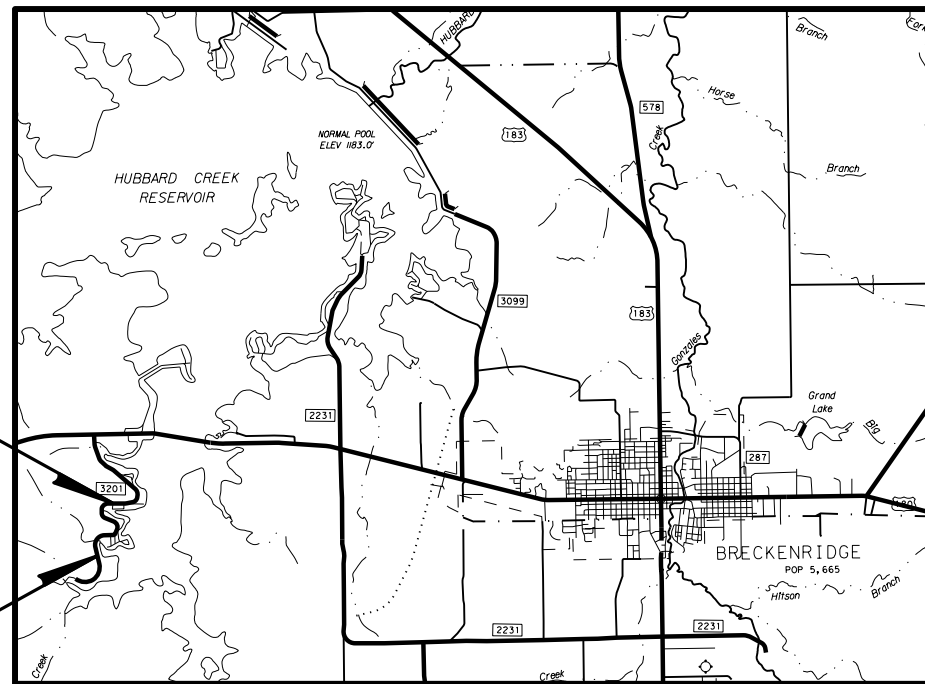 HUBBARD
Branch
Fork
Horse
578
183
Creek
NORMAL POOL
ELEV 1183.0'
Branch
HUBBARD CREEK
RESERVOIR
3099
183
Gonzales
Grand
Lake
Big
2231
287
3201
BRECKENRIDGE
POP 5,665
Hitson
Branch
2231
2231
Creek
Creek